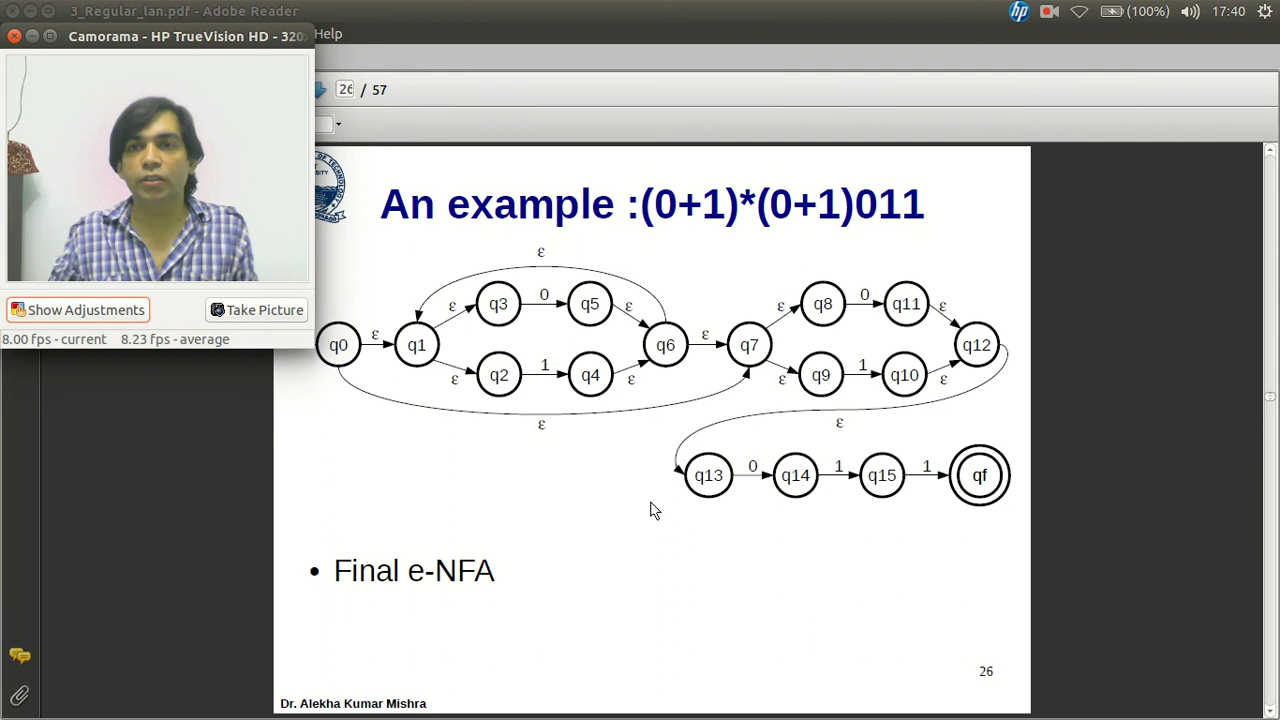 3_Regular_lan.pdf - Adobe Reader
(100%) 17:40
Camorama - HP TrueVision HD - 320
Help
26 / 57
Show Adjustments
Take Picture
8.00 fps - current 8.23 fps - average
OF TECHNOLOGY
An example :(0+1)*(0+1)011
ε
q3 0 q5
q8 0 q11
ε ε ε ε
q0 ε q1 q6 ε q7 q12
q2 1 q4
q9 1 q10
ε ε ε ε
ε ε
q13 0 q14 1 q15 1 qf
• Final e-NFA
26
Dr. Alekha Kumar Mishra